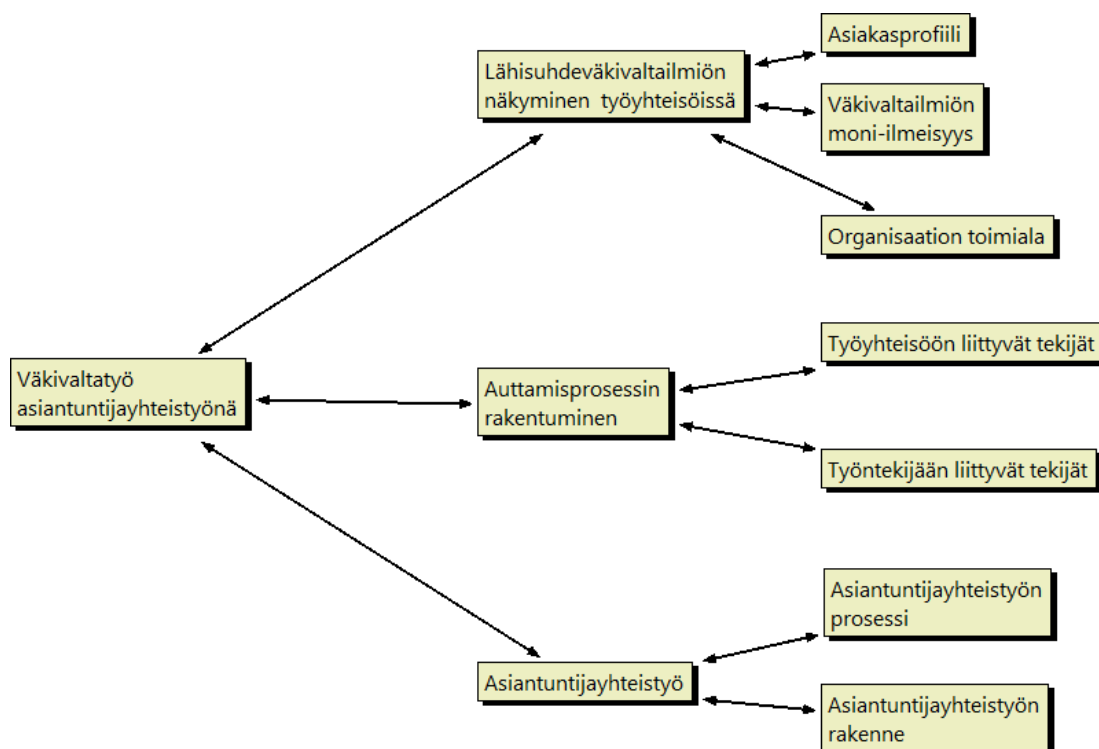 Asiakasprofiili
Lähisuhdeväkivaltailmiön
näkyminen työyhteisöissä
Väkivaltailmiön
moni-ilmeisyys
Organisaation toimiala
Työyhteisöön liittyvät tekijät
Väkivaltatyö
asiantuntijayhteistyönä
Auttamisprosessin
rakentuminen
Työntekijään liittyvät tekijät
Asiantuntijayhteistyön
prosessi
Asiantuntijayhteistyö
Asiantuntijayhteistyön
rakenne